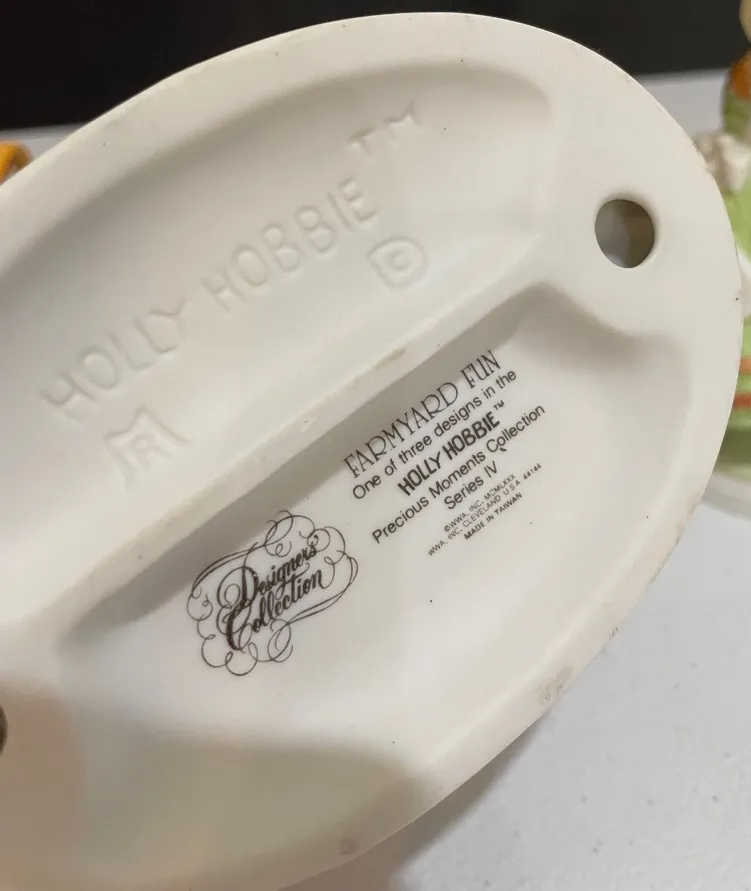 HOLLY HOBBIE™
D
R
FARMYARD FUN
One of three designs in the
HOLLY HOBBIE™
Precious Moments Collection
Series IV
©WWA, INC. MCMLXXX
WWA, INC. CLEVELAND U S A 44144
MADE IN TAIWAN
Designers'
Collection